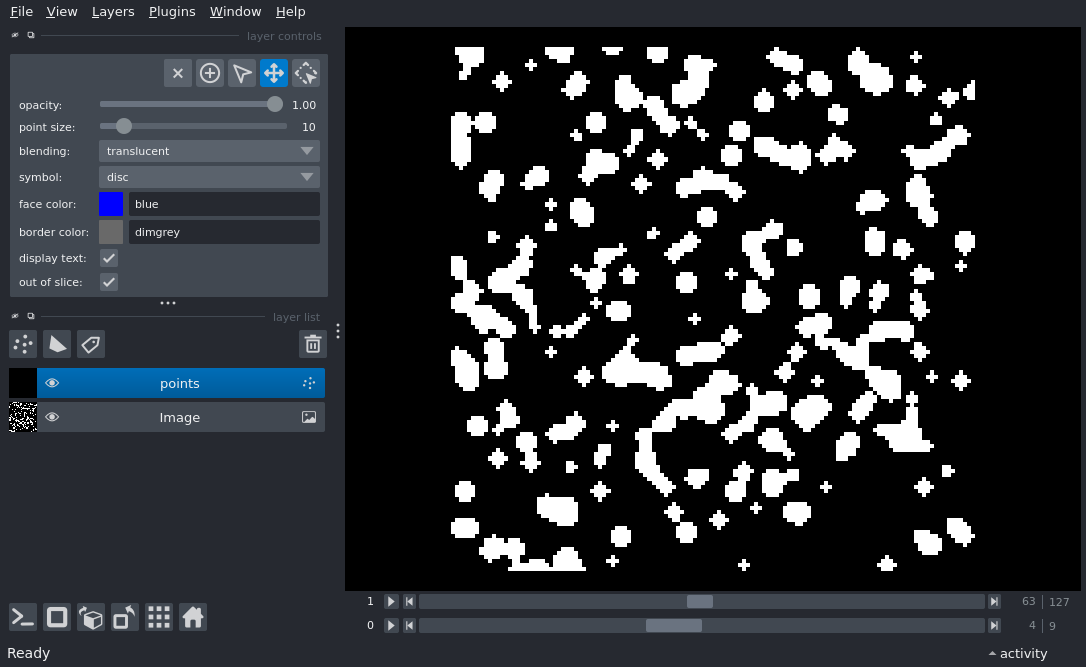 File View Layers Plugins Window Help
layer controls
opacity: 1.00
point size: 10
blending: translucent
symbol: disc
face color: blue
border color: dimgrey
display text:
out of slice:
layer list
points
Image
1 63 127
0 4 9
Ready activity